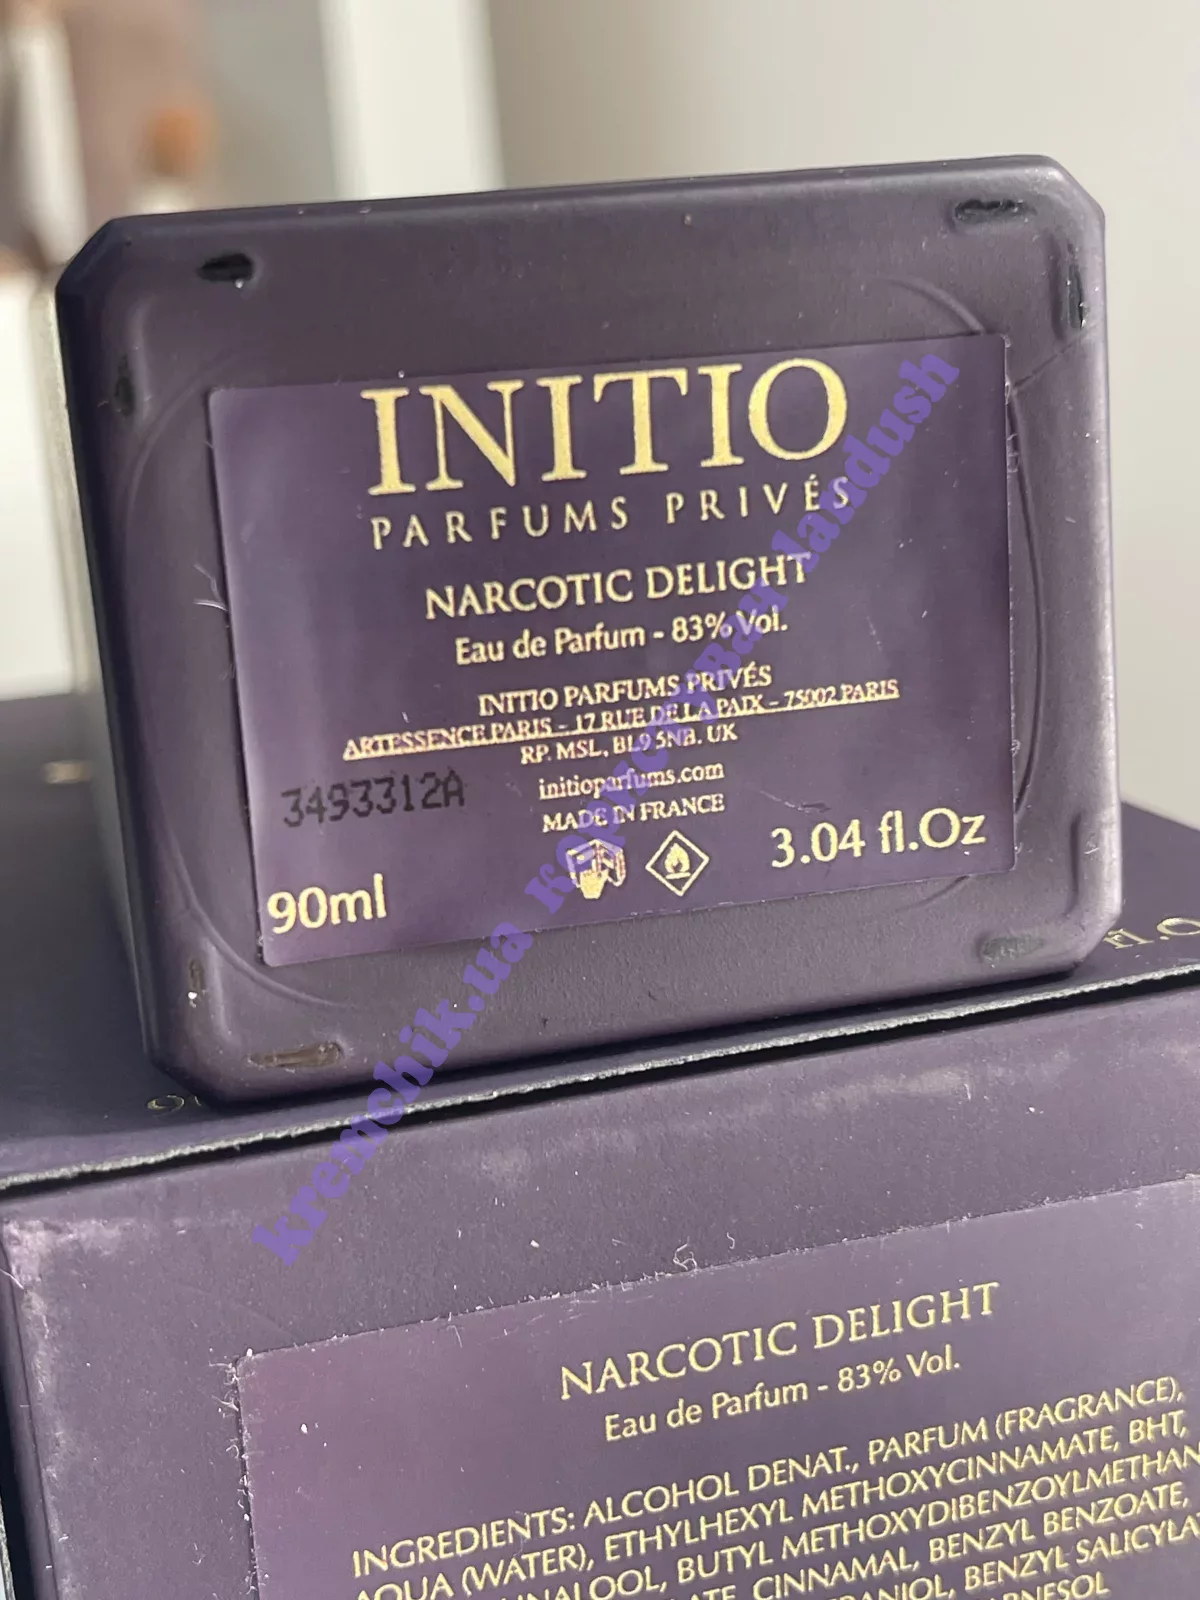 INITIO
PARFUMS PRIVÉS
NARCOTIC DELIGHT
Eau de Parfum - 83% Vol.
INITIO PARFUMS PRIVÉS
ARTESSENCE PARIS - 17 RUE DE LA PAIX - 75002 PARIS
RP. MSL, BL9 5NB. UK
initioparfums.com
MADE IN FRANCE
3493312A
90ml
3.04 fl.Oz
kremchik.ua
landush
NARCOTIC DELIGHT
Eau de Parfum - 83% Vol.
INGREDIENTS: ALCOHOL DENAT., PARFUM (FRAGRANCE),
AQUA (WATER), ETHYLHEXYL METHOXYCINNAMATE, BHT,
BUTYL METHOXYDIBENZOYLMETHAN
CINNAMAL, BENZYL BENZOATE,
BENZYL SALICYLA